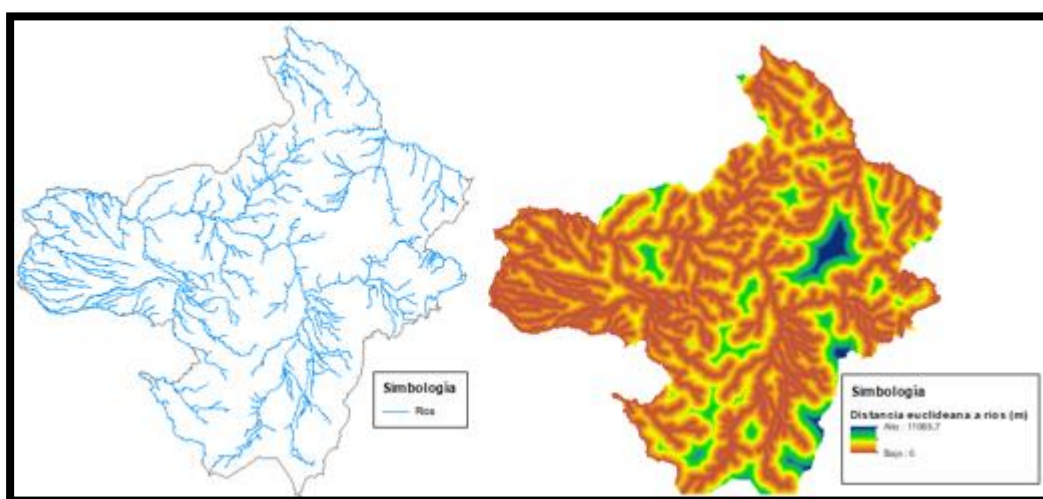 Simbología
Ríos
Simbología
Distancia euclideana a ríos (m)
Alto : 11065.7
Bajo : 0